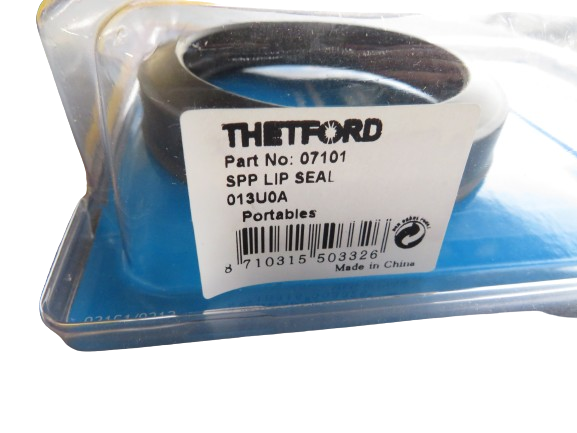 THETFORD
Part No: 07101
SPP LIP SEAL
013U0A
Portables
8 710315 503326
Made in China